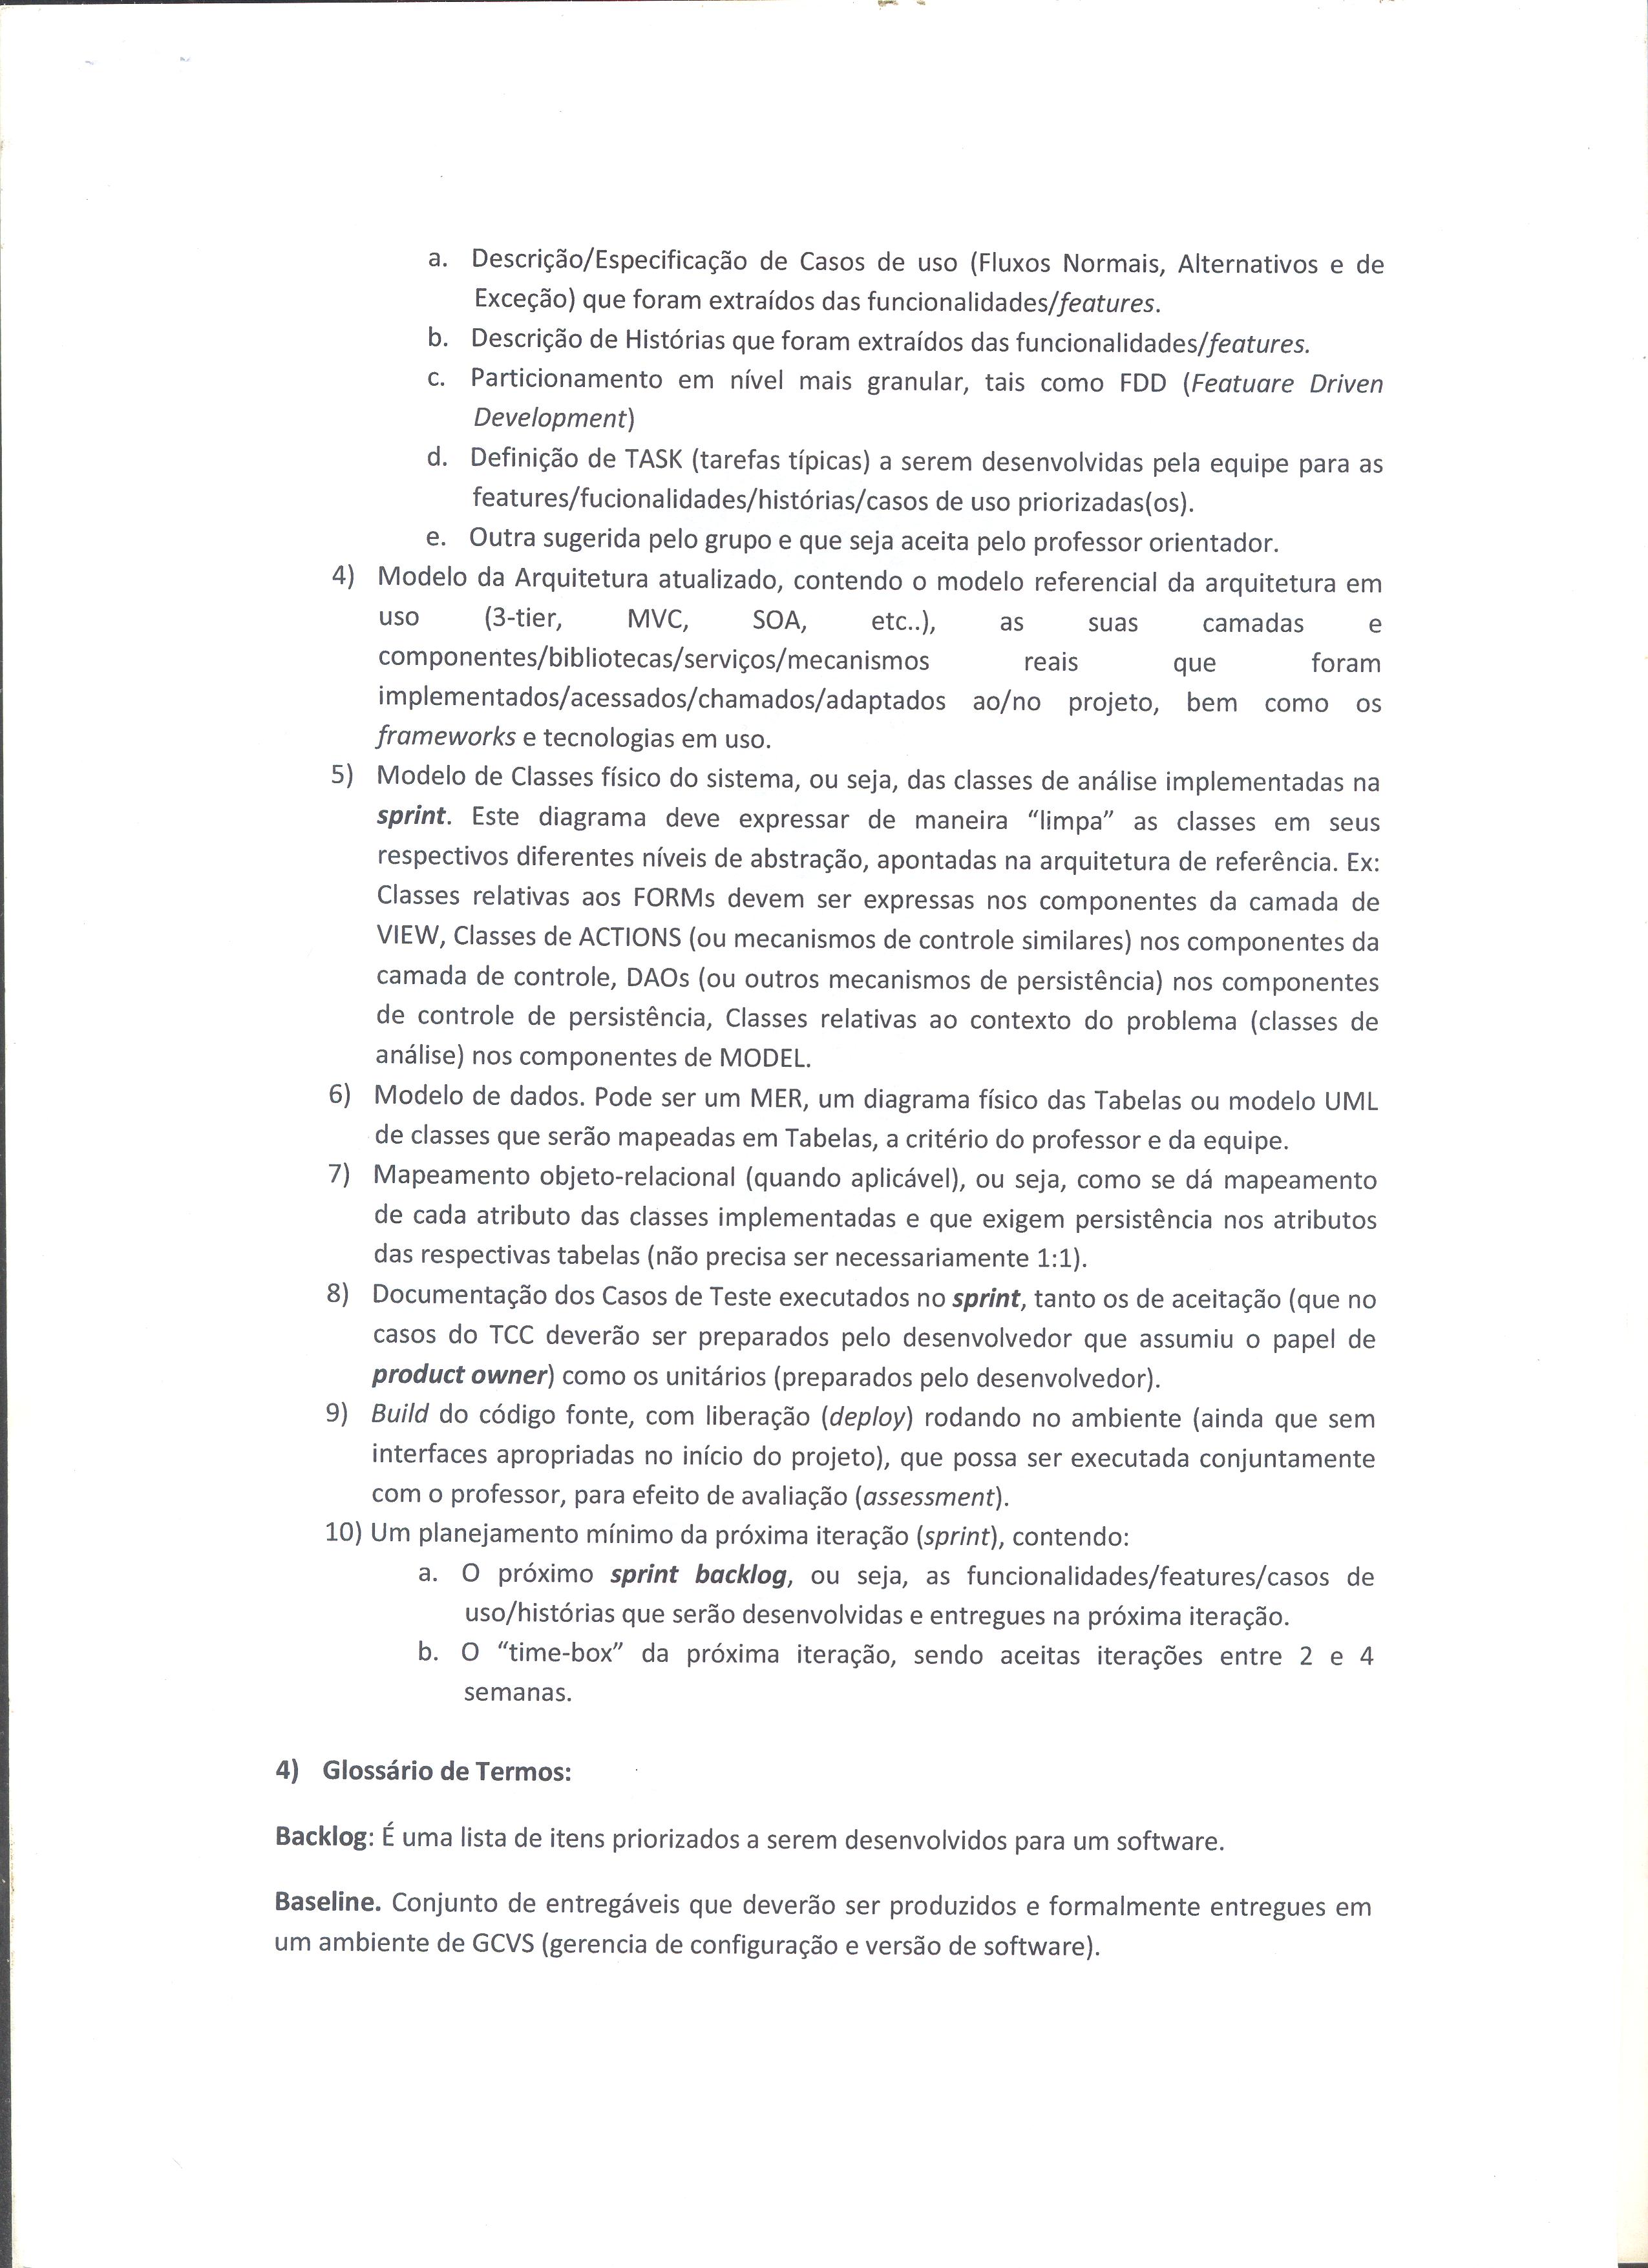 a. Descrição/Especificação de Casos de uso (Fluxos Normais, Alternativos e de
Exceção) que foram extraídos das funcionalidades/features.
b. Descrição de Histórias que foram extraídos das funcionalidades/features.
c. Particionamento em nível mais granular, tais como FDD (Featuare Driven
Development)
d. Definição de TASK (tarefas típicas) a serem desenvolvidas pela equipe para as
features/fucionalidades/histórias/casos de uso priorizadas(os).
e. Outra sugerida pelo grupo e que seja aceita pelo professor orientador.
4) Modelo da Arquitetura atualizado, contendo o modelo referencial da arquitetura em
uso (3-tier, MVC, SOA, etc..), as suas camadas e
componentes/bibliotecas/serviços/mecanismos reais que foram
implementados/acessados/chamados/adaptados ao/no projeto, bem como os
frameworks e tecnologias em uso.
5) Modelo de Classes físico do sistema, ou seja, das classes de análise implementadas na
sprint. Este diagrama deve expressar de maneira “limpa” as classes em seus
respectivos diferentes níveis de abstração, apontadas na arquitetura de referência. Ex:
Classes relativas aos FORMs devem ser expressas nos componentes da camada de
VIEW, Classes de ACTIONS (ou mecanismos de controle similares) nos componentes da
camada de controle, DAOs (ou outros mecanismos de persistência) nos componentes
de controle de persistência, Classes relativas ao contexto do problema (classes de
análise) nos componentes de MODEL.
6) Modelo de dados. Pode ser um MER, um diagrama físico das Tabelas ou modelo UML
de classes que serão mapeadas em Tabelas, a critério do professor e da equipe.
7) Mapeamento objeto-relacional (quando aplicável), ou seja, como se dá mapeamento
de cada atributo das classes implementadas e que exigem persistência nos atributos
das respectivas tabelas (não precisa ser necessariamente 1:1).
8) Documentação dos Casos de Teste executados no sprint, tanto os de aceitação (que no
casos do TCC deverão ser preparados pelo desenvolvedor que assumiu o papel de
product owner) como os unitários (preparados pelo desenvolvedor).
9) Build do código fonte, com liberação (deploy) rodando no ambiente (ainda que sem
interfaces apropriadas no início do projeto), que possa ser executada conjuntamente
com o professor, para efeito de avaliação (assessment).
10) Um planejamento mínimo da próxima iteração (sprint), contendo:
a. O próximo sprint backlog, ou seja, as funcionalidades/features/casos de
uso/histórias que serão desenvolvidas e entregues na próxima iteração.
b. O “time-box” da próxima iteração, sendo aceitas iterações entre 2 e 4
semanas.
4) Glossário de Termos:
Backlog: É uma lista de itens priorizados a serem desenvolvidos para um software.
Baseline. Conjunto de entregáveis que deverão ser produzidos e formalmente entregues em
um ambiente de GCVS (gerencia de configuração e versão de software).